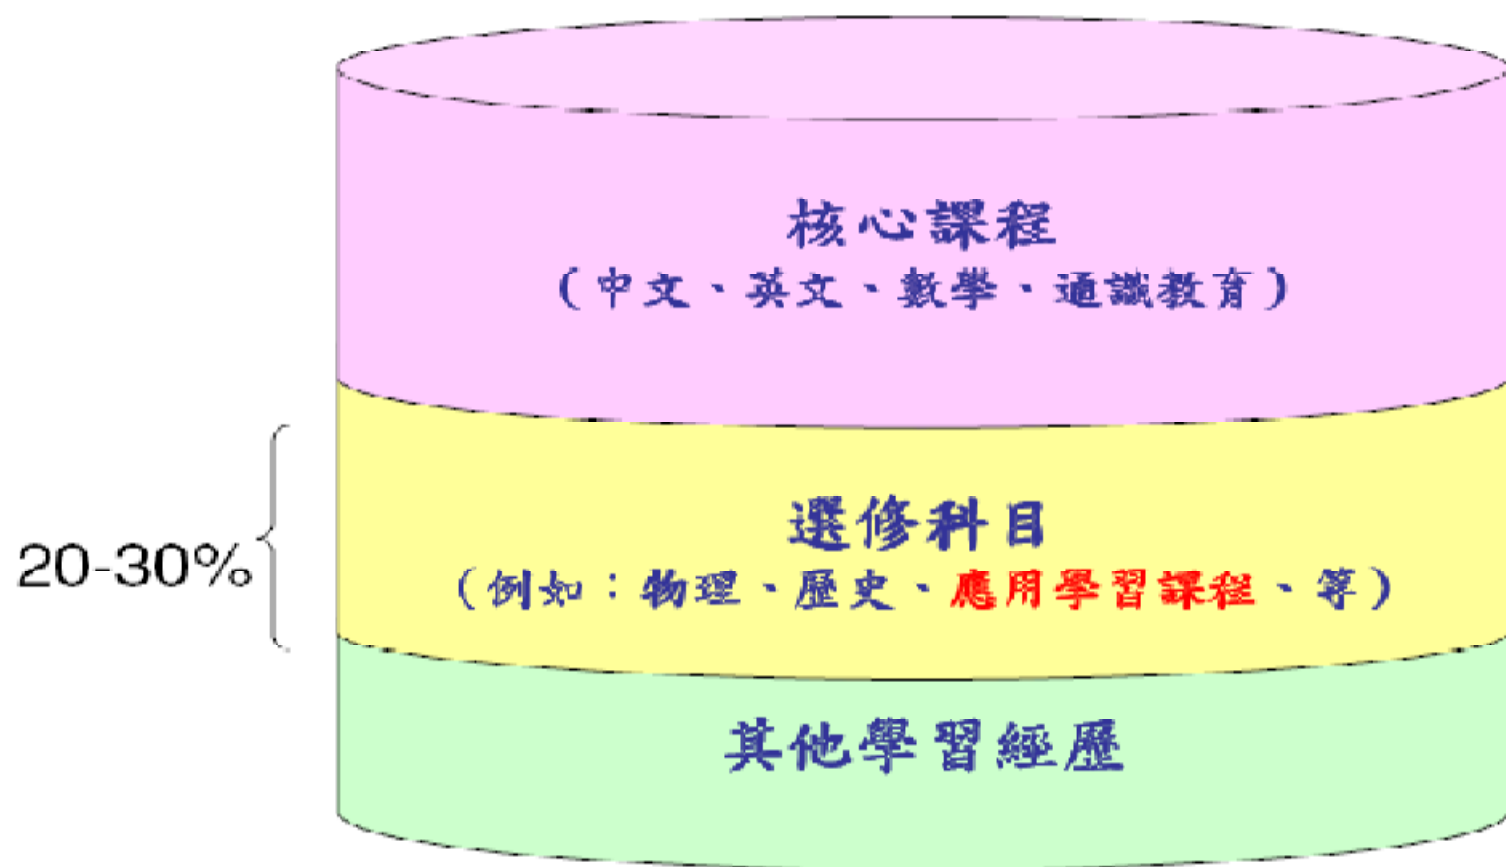 核心課程
(中文、英文、數學、通識教育)
選修科目
20-30%
(例如：物理、歷史、應用學習課程、等)
其他學習經歷